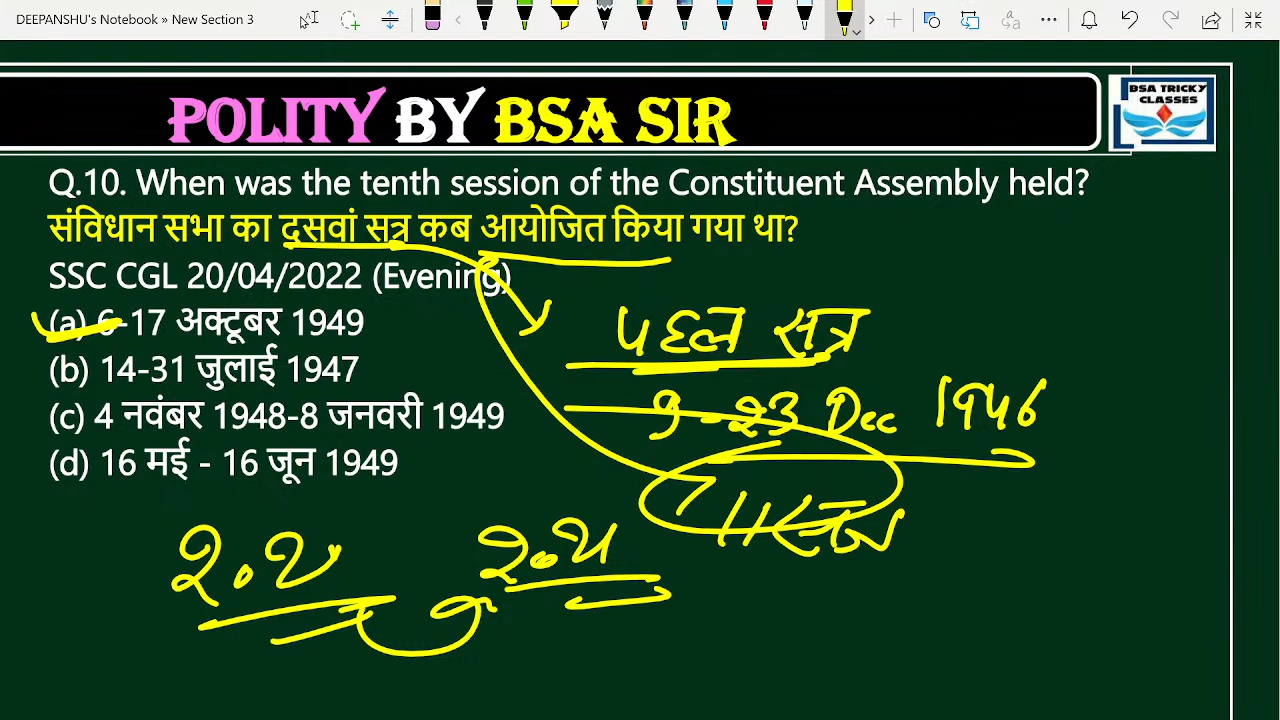 DEEPANSHU's Notebook » New Section 3
POLITY BY BSA SIR
BSA TRICKY
CLASSES
Q.10. When was the tenth session of the Constituent Assembly held?
संविधान सभा का दसवां सत्र कब आयोजित किया गया था?
SSC CGL 20/04/2022 (Evening)
(a) 6-17 अक्टूबर 1949
(b) 14-31 जुलाई 1947
(c) 4 नवंबर 1948-8 जनवरी 1949
(d) 16 मई - 16 जून 1949
पहल सत्र
9-23 Dec 1946